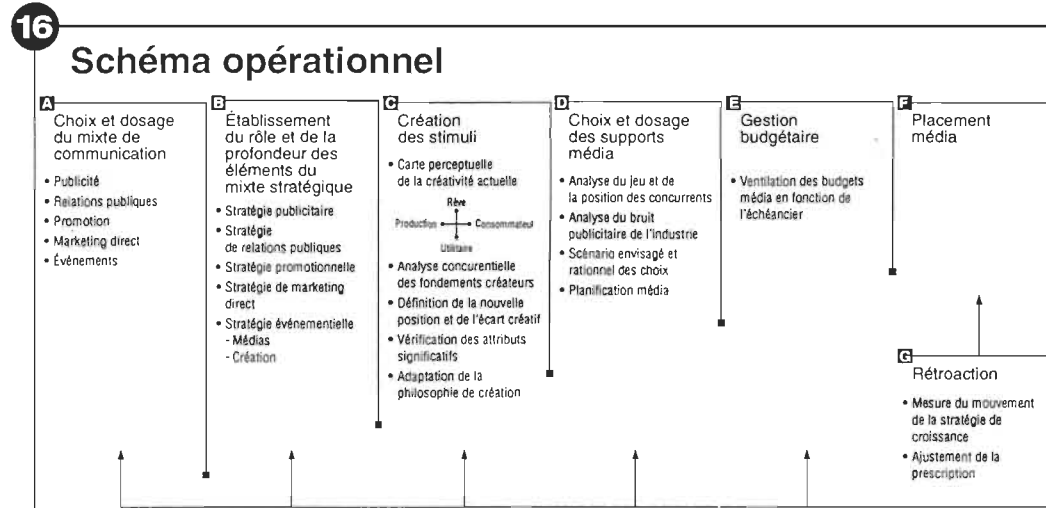 16
Schéma opérationnel
A
Choix et dosage
du mixte de
communication
• Publicité
• Relations publiques
• Promotion
• Marketing direct
• Événements
B
Établissement
du rôle et de la
profondeur des
éléments du
mixte stratégique
• Stratégie publicitaire
• Stratégie
de relations publiques
• Stratégie promotionnelle
• Stratégie de marketing
direct
• Stratégie événementielle
- Médias
- Création
C
Création
des stimuli
• Carte perceptuelle
de la créativité actuelle
Rêve
Production
Consommateur
Utilitaire
• Analyse concurentielle
des fondements créateurs
• Définition de la nouvelle
position et de l'écart créatif
• Vérification des attributs
significatifs
• Adaptation de la
philosophie de création
D
Choix et dosage
des supports
média
• Analyse du jeu et de
la position des concurrents
• Analyse du bruit
publicitaire de l'industrie
• Scénario envisagé et
rationnel des choix
• Planification média
E
Gestion
budgétaire
• Ventilation des budgets
média en fonction de
l'échéancier
F
Placement
média
G
Rétroaction
• Mesure du mouvement
de la stratégie de
croissance
• Ajustement de la
prescription